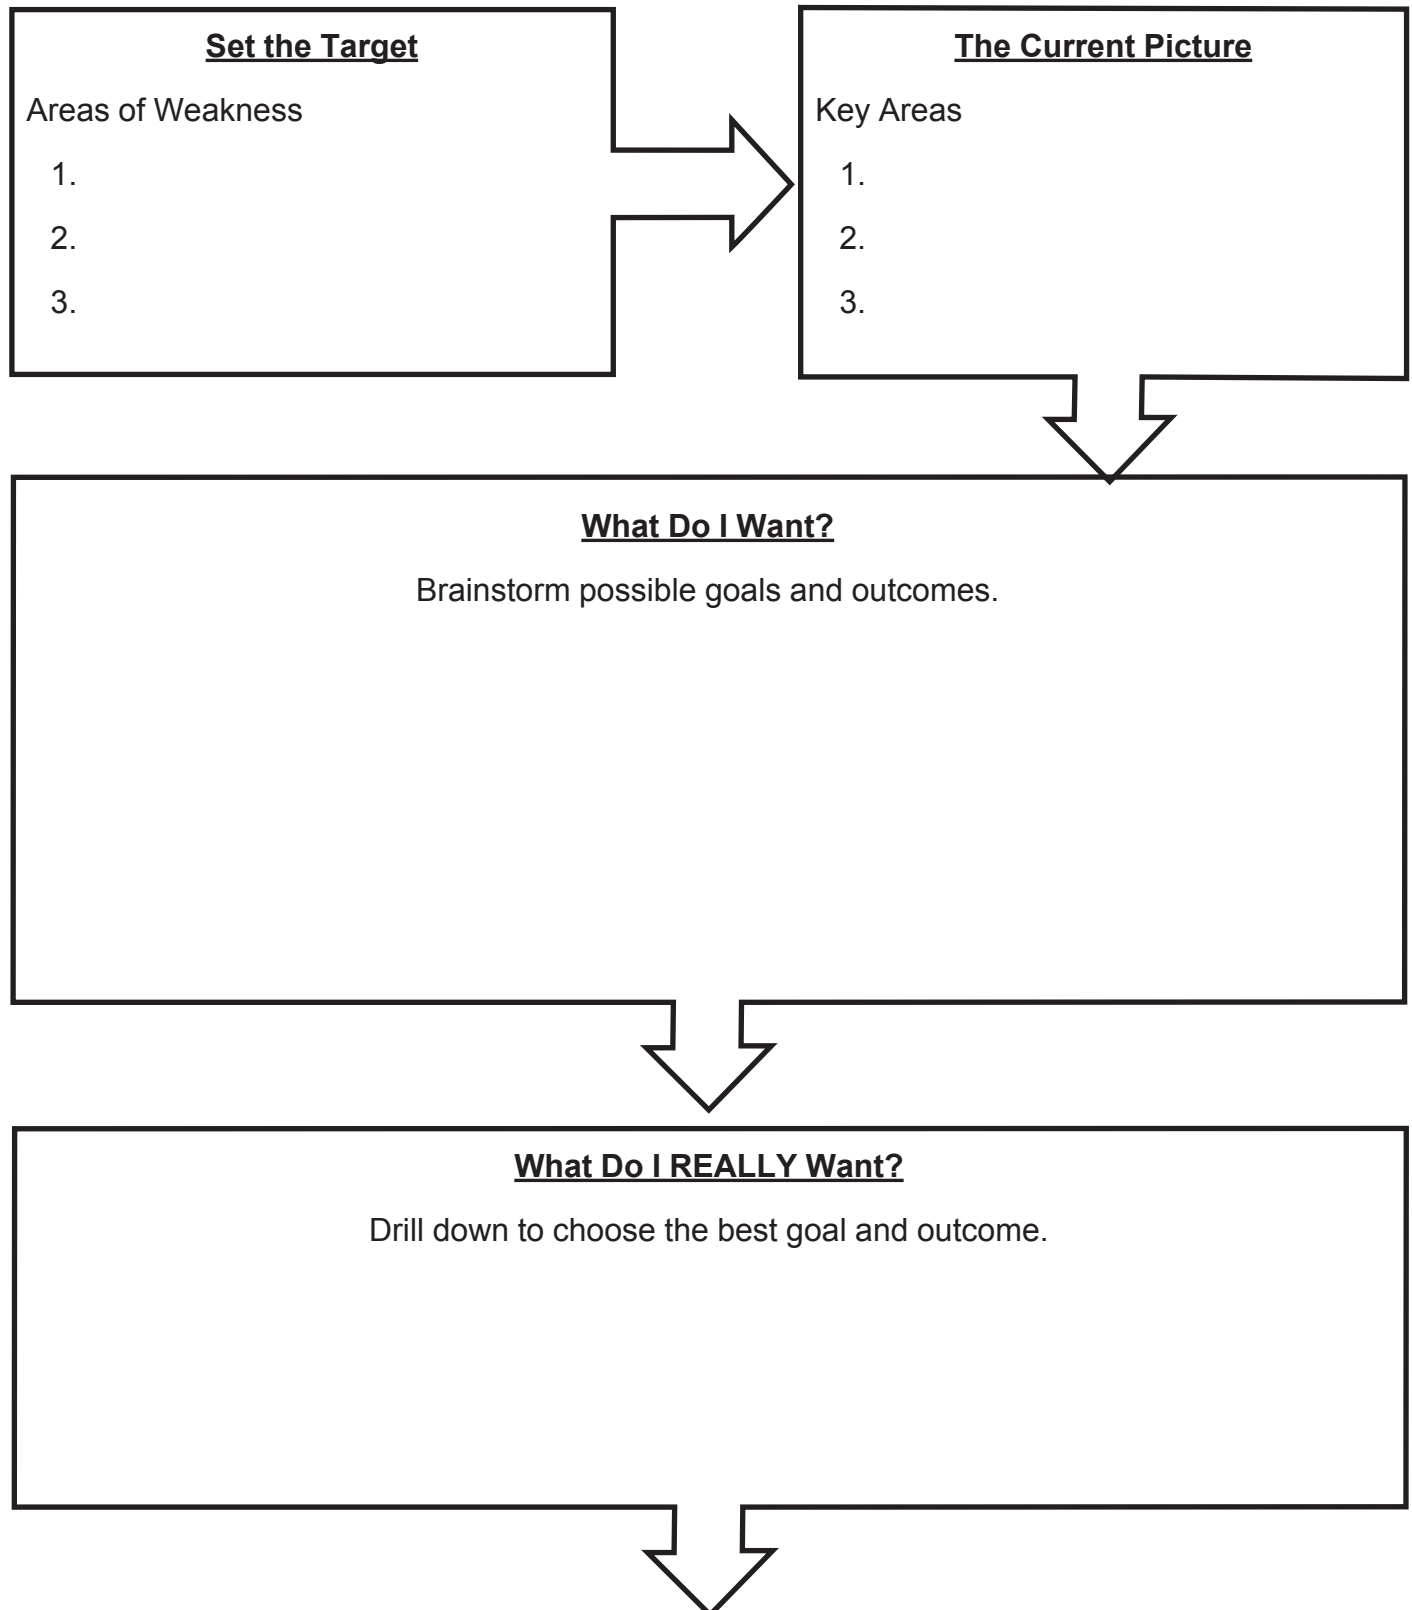 Set the Target
Areas of Weakness
1.
2.
3.
The Current Picture
Key Areas
1.
2.
3.
What Do I Want?
Brainstorm possible goals and outcomes.
What Do I REALLY Want?
Drill down to choose the best goal and outcome.